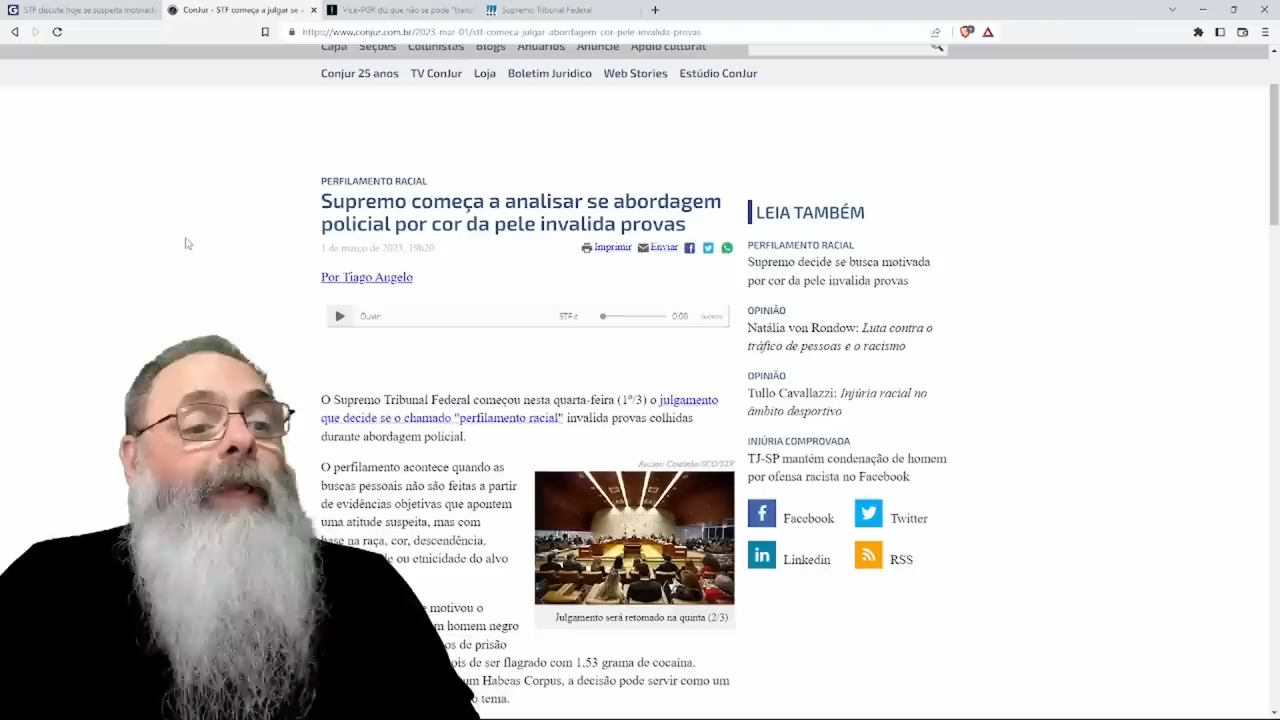 STF discute hoje se suspeita motivad
ConJur - STF começa a julgar se a
Vice-PGR diz que não se pode "trans
Supremo Tribunal Federal
https://www.conjur.com.br/2023-mar-01/stf-comeca-julgar-abordagem-cor-pele-invalida-provas
Capa Seções Colunistas Blogs Anuários Anuncie Apoio cultural
Conjur 25 anos TV ConJur Loja Boletim Juridico Web Stories Estúdio ConJur
PERFILAMENTO RACIAL
Supremo começa a analisar se abordagem
policial por cor da pele invalida provas
1 de março de 2023, 19h20
Imprimir Enviar
Por Tiago Angelo
Ouvir:
0:00
O Supremo Tribunal Federal começou nesta quarta-feira (1º/3) o julgamento
que decide se o chamado "perfilamento racial" invalida provas colhidas
durante abordagem policial.
O perfilamento acontece quando as
buscas pessoais não são feitas a partir
de evidências objetivas que apontem
uma atitude suspeita, mas com
base na raça, cor, descendência,
de ou etnicidade do alvo
e motivou o
m homem negro
os de prisão
ois de ser flagrado com 1,53 grama de cocaína.
um Habeas Corpus, a decisão pode servir como um
o tema.
Julgamento será retomado na quinta (2/3)
LEIA TAMBÉM
PERFILAMENTO RACIAL
Supremo decide se busca motivada
por cor da pele invalida provas
OPINIÃO
Natália von Rondow: Luta contra o
tráfico de pessoas e o racismo
OPINIÃO
Tullo Cavallazzi: Injúria racial no
âmbito desportivo
INJÚRIA COMPROVADA
TJ-SP mantém condenação de homem
por ofensa racista no Facebook
Facebook Twitter
Linkedin RSS